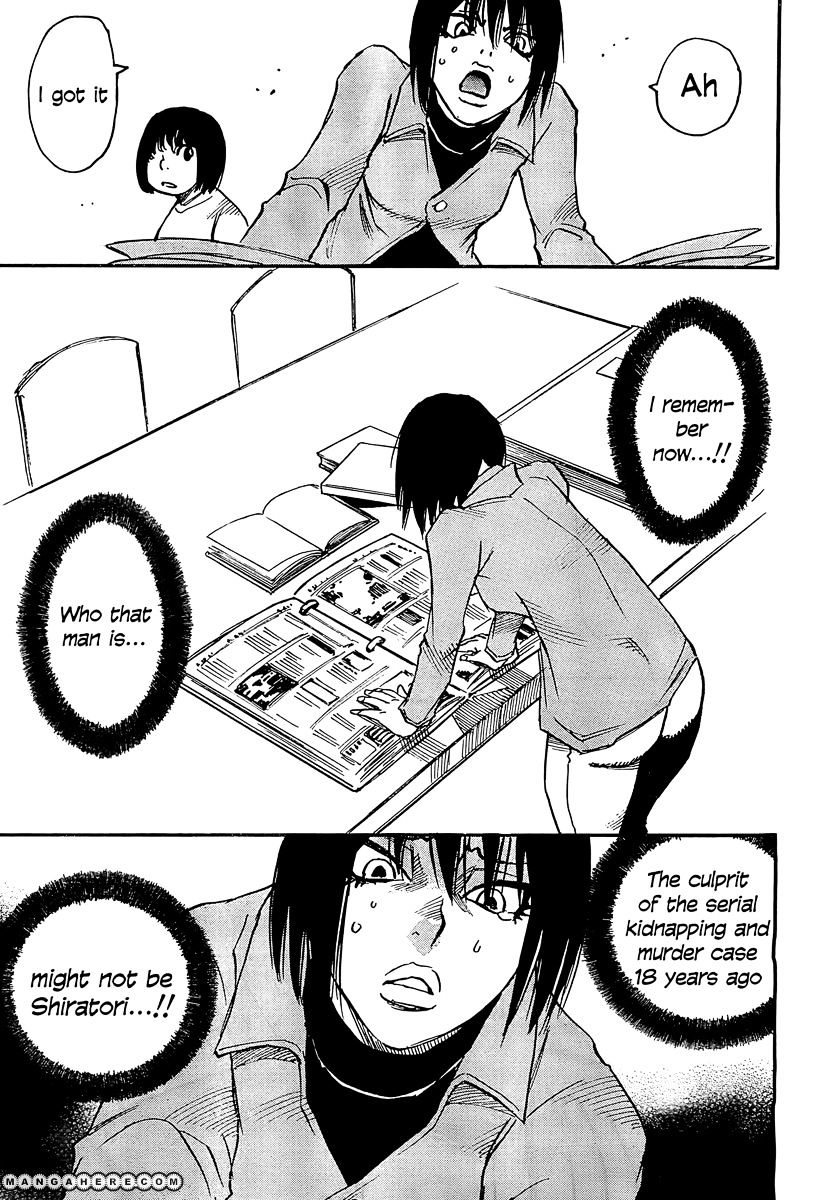 Ah
I got it
I remem-
ber
now...!!
Who that
man is...
The culprit
of the serial
kidnapping and
murder case
18 years ago
might not be
Shiratori...!!
MANGAHERE.COM